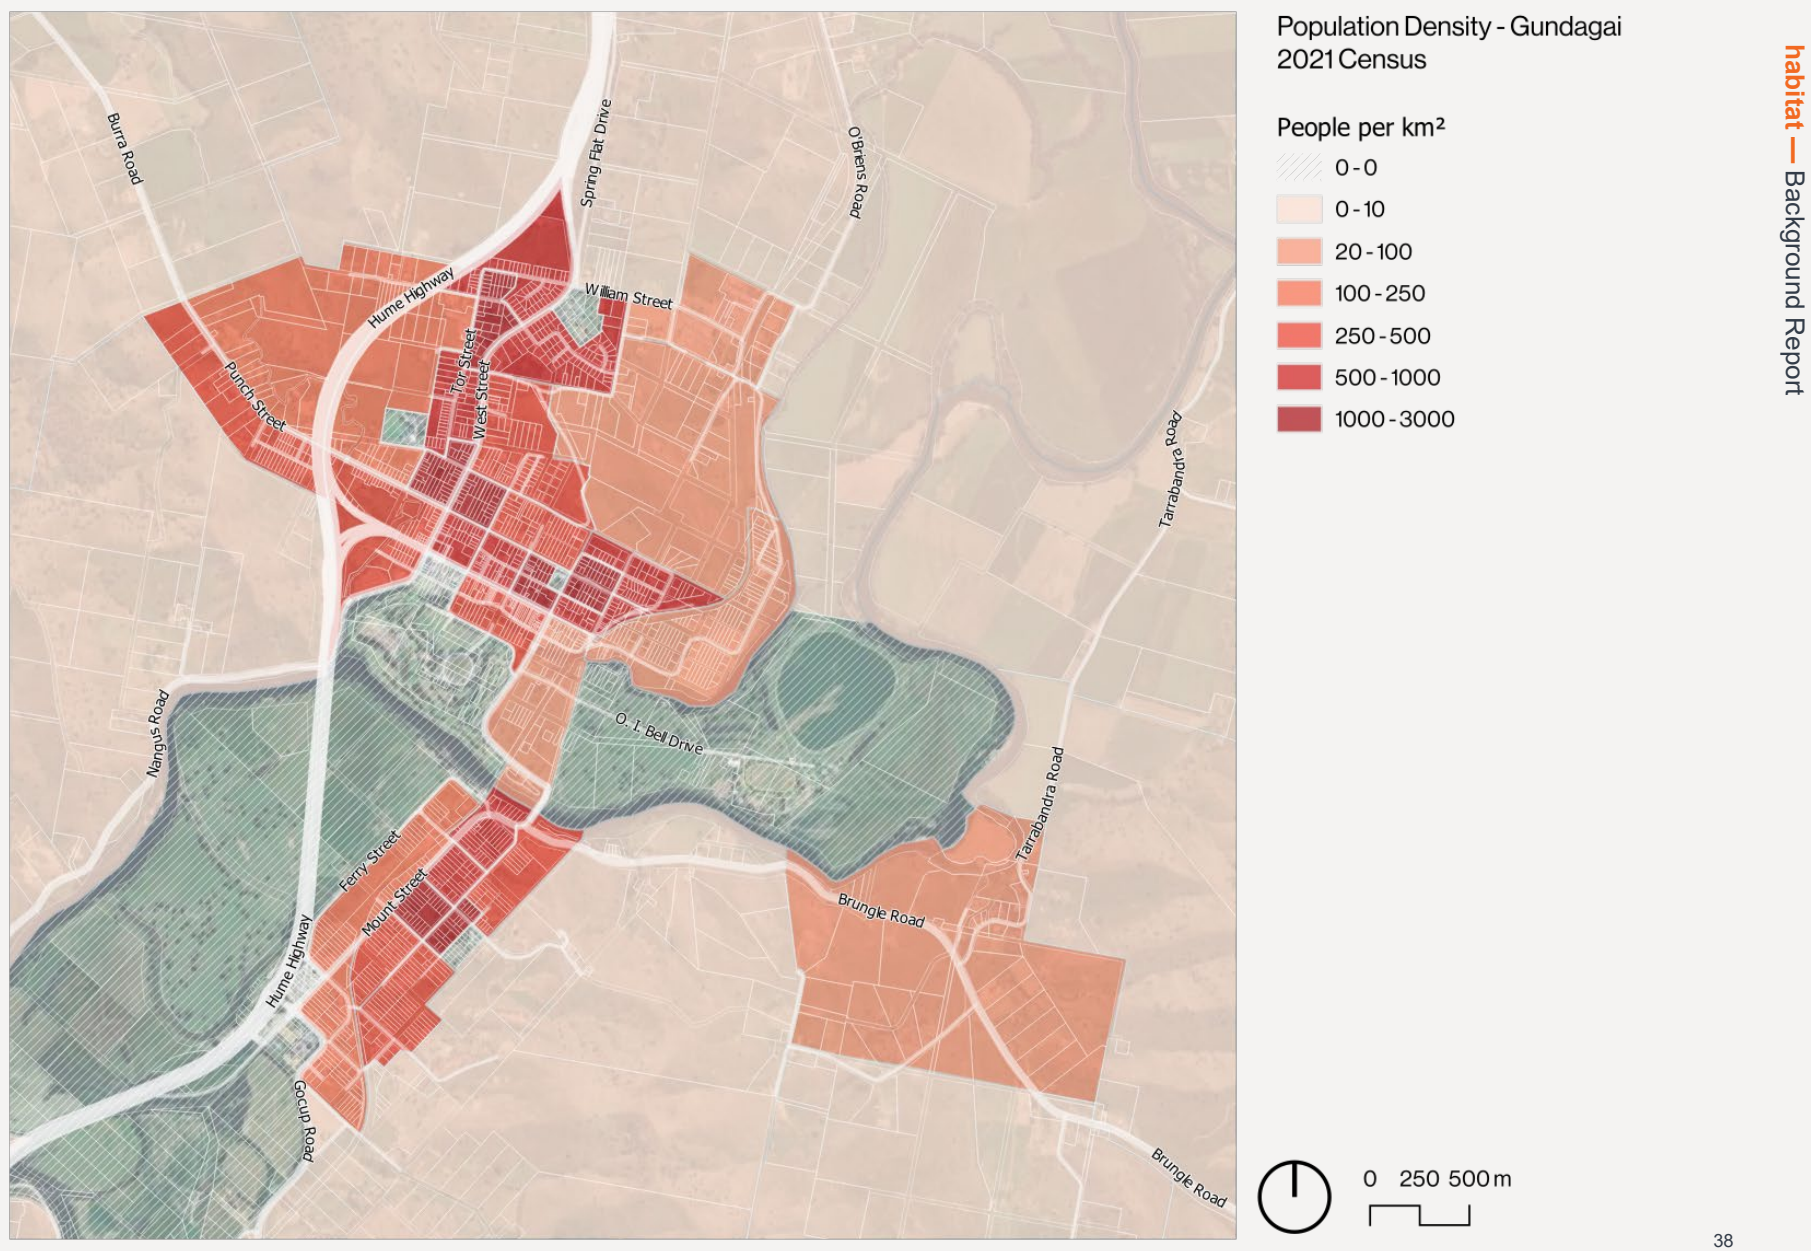 Population Density - Gundagai
2021 Census
People per km²
0 - 0
0 - 10
20 - 100
100 - 250
250 - 500
500 - 1000
1000 - 3000
habitat — Background Report
Burra Road
Spring Flat Drive
O'Briens Road
Hume Highway
William Street
Tor Street
West Street
Punch Street
Tarrabandra Road
Nangus Road
O. I. Bell Drive
Tarrabandra Road
Ferry Street
Mount Street
Brungle Road
Hume Highway
Gocup Road
Brungle Road
0 250 500 m
38